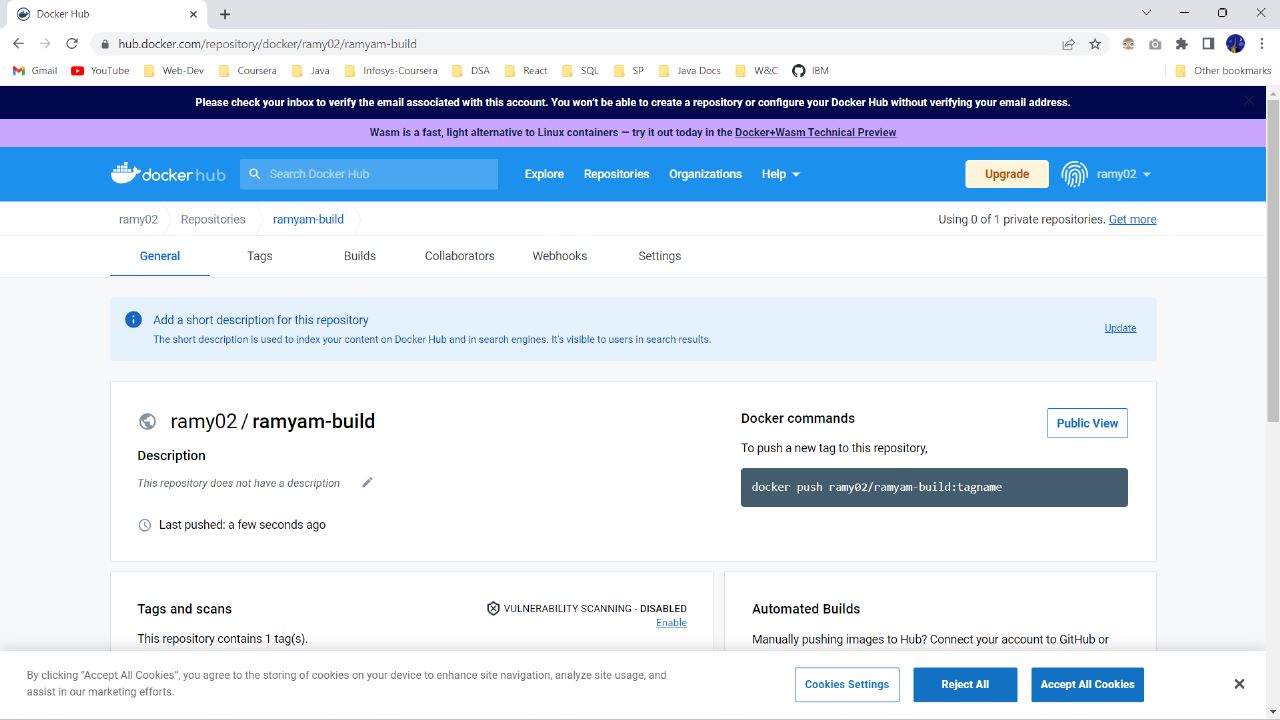 Docker Hub
hub.docker.com/repository/docker/ramy02/ramyam-build
Gmail YouTube Web-Dev Coursera Java Infosys-Coursera DSA React SQL SP Java Docs W&C IBM Other bookmarks
Please check your inbox to verify the email associated with this account. You won't be able to create a repository or configure your Docker Hub without verifying your email address.
Wasm is a fast, light alternative to Linux containers — try it out today in the Docker+Wasm Technical Preview
docker hub Search Docker Hub Explore Repositories Organizations Help Upgrade ramy02
ramy02 Repositories ramyam-build Using 0 of 1 private repositories. Get more
General Tags Builds Collaborators Webhooks Settings
Add a short description for this repository
The short description is used to index your content on Docker Hub and in search engines. It's visible to users in search results.
Update
ramy02 / ramyam-build
Description
This repository does not have a description
Last pushed: a few seconds ago
Docker commands
Public View
To push a new tag to this repository,
docker push ramy02/ramyam-build:tagname
Tags and scans
VULNERABILITY SCANNING - DISABLED
Enable
This repository contains 1 tag(s).
Automated Builds
Manually pushing images to Hub? Connect your account to GitHub or
By clicking "Accept All Cookies", you agree to the storing of cookies on your device to enhance site navigation, analyze site usage, and
assist in our marketing efforts.
Cookies Settings Reject All Accept All Cookies